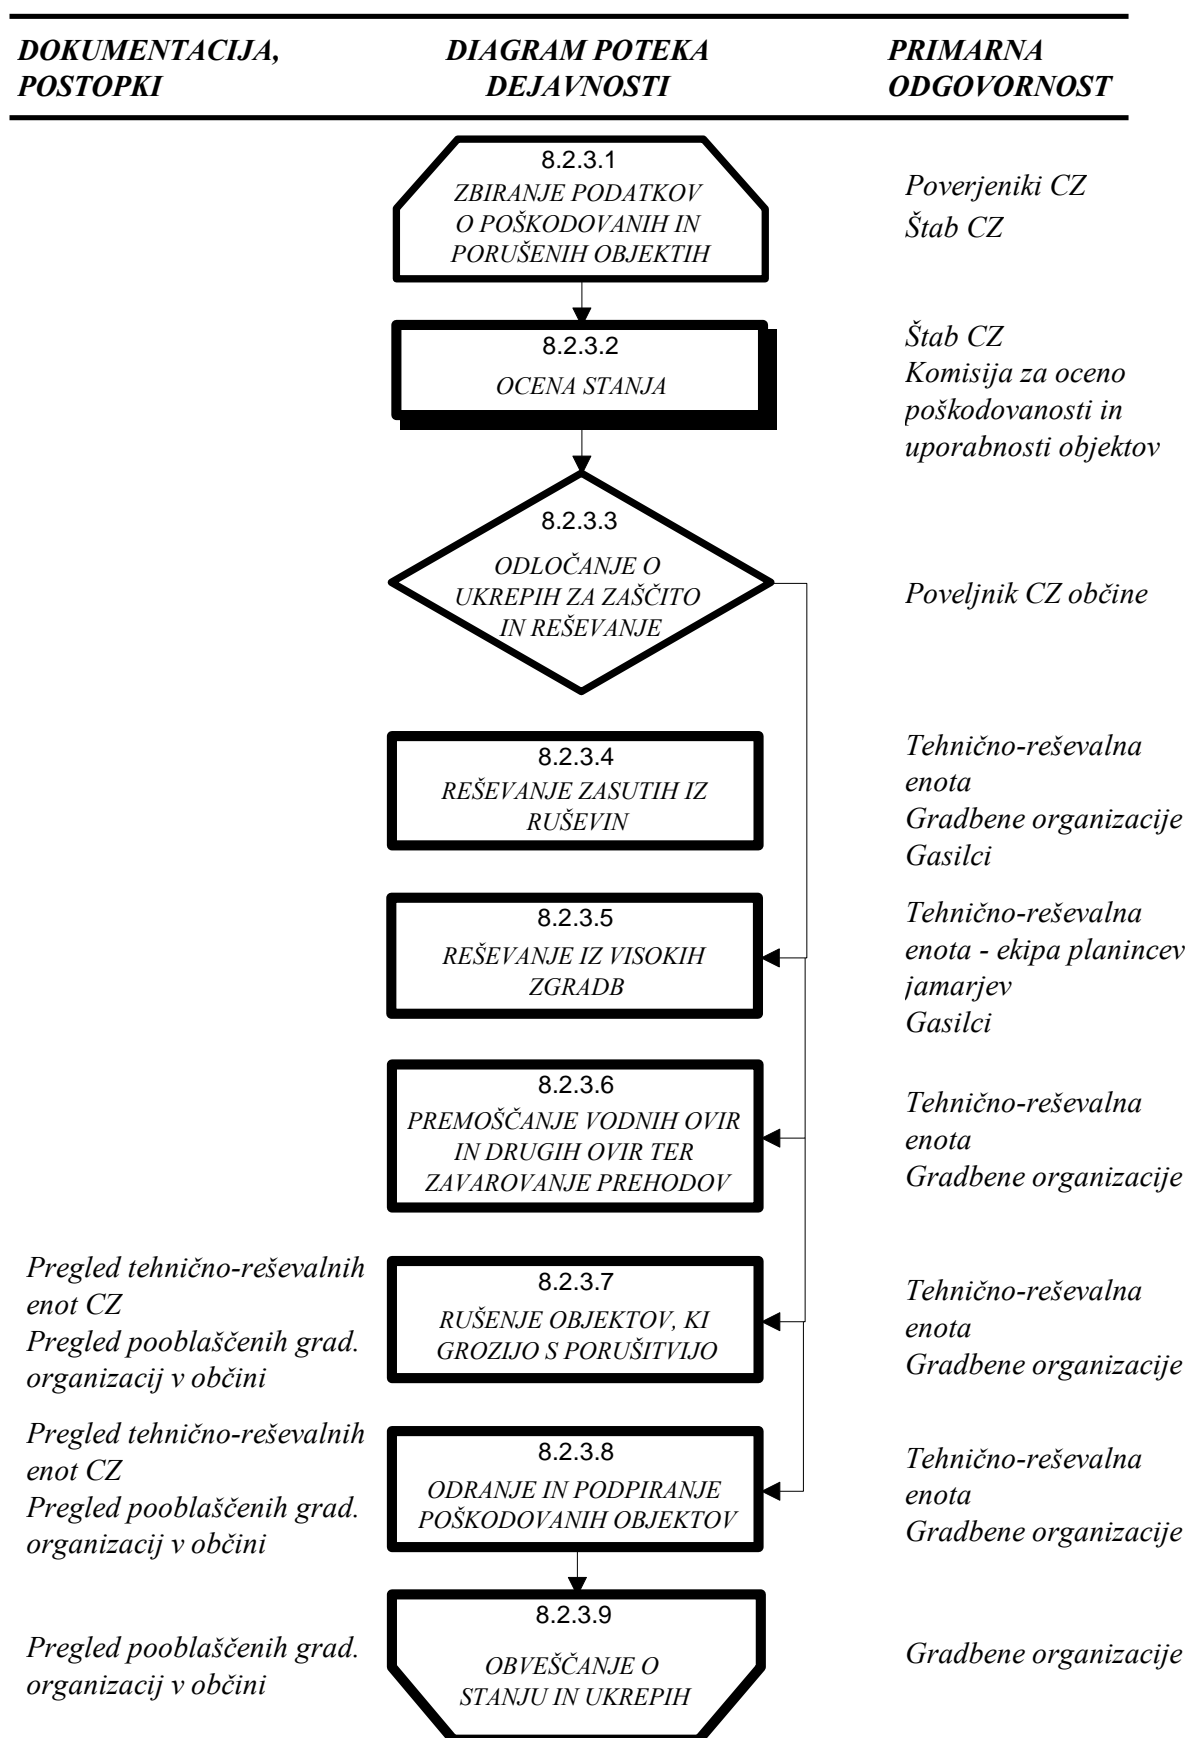 DOKUMENTACIJA,
POSTOPKI
DIAGRAM POTEKA
DEJAVNOSTI
PRIMARNA
ODGOVORNOST
8.2.3.1
ZBIRANJE PODATKOV
O POŠKODOVANIH IN
PORUŠENIH OBJEKTIH
Poverjeniki CZ
Štab CZ
8.2.3.2
OCENA STANJA
Štab CZ
Komisija za oceno
poškodovanosti in
uporabnosti objektov
8.2.3.3
ODLOČANJE O
UKREPIH ZA ZAŠČITO
IN REŠEVANJE
Poveljnik CZ občine
8.2.3.4
REŠEVANJE ZASUTIH IZ
RUŠEVIN
Tehnično-reševalna
enota
Gradbene organizacije
Gasilci
8.2.3.5
REŠEVANJE IZ VISOKIH
ZGRADB
Tehnično-reševalna
enota - ekipa planincev
jamarjev
Gasilci
8.2.3.6
PREMOŠČANJE VODNIH OVIR
IN DRUGIH OVIR TER
ZAVAROVANJE PREHODOV
Tehnično-reševalna
enota
Gradbene organizacije
Pregled tehnično-reševalnih
enot CZ
Pregled pooblaščenih grad.
organizacij v občini
8.2.3.7
RUŠENJE OBJEKTOV, KI
GROZIJO S PORUŠITVIJO
Tehnično-reševalna
enota
Gradbene organizacije
Pregled tehnično-reševalnih
enot CZ
Pregled pooblaščenih grad.
organizacij v občini
8.2.3.8
ODRANJE IN PODPIRANJE
POŠKODOVANIH OBJEKTOV
Tehnično-reševalna
enota
Gradbene organizacije
Pregled pooblaščenih grad.
organizacij v občini
8.2.3.9
OBVEŠČANJE O
STANJU IN UKREPIH
Gradbene organizacije